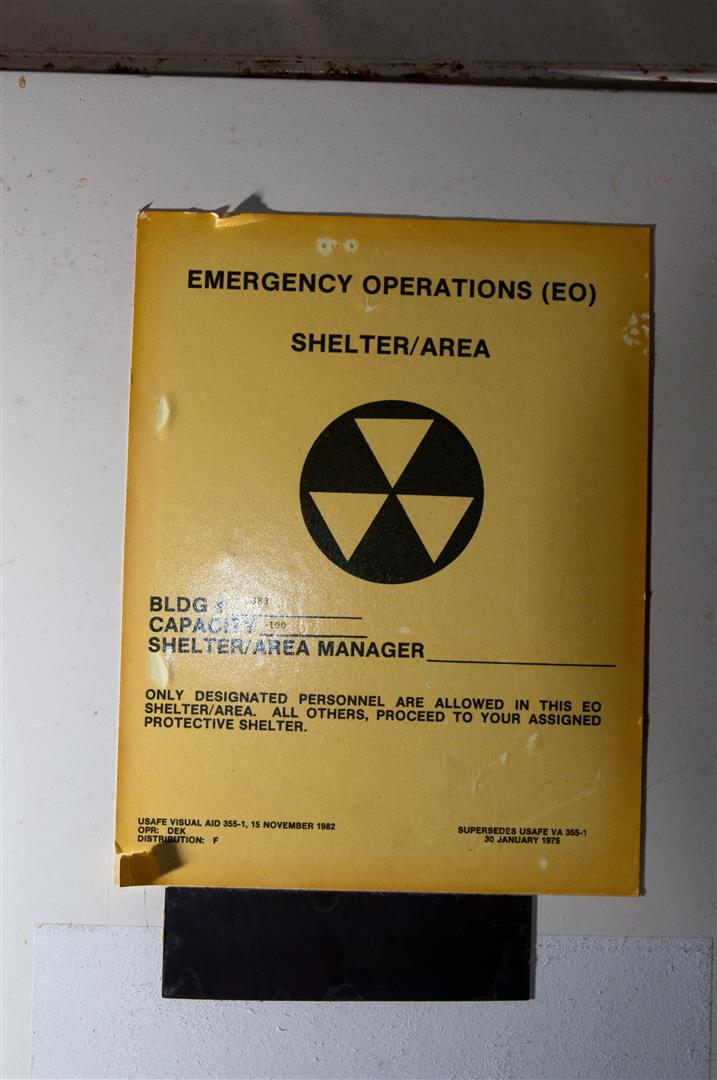 EMERGENCY OPERATIONS (EO)
SHELTER/AREA
BLDG # 383
CAPACITY 100
SHELTER/AREA MANAGER
ONLY DESIGNATED PERSONNEL ARE ALLOWED IN THIS EO
SHELTER/AREA. ALL OTHERS, PROCEED TO YOUR ASSIGNED
PROTECTIVE SHELTER.
USAFE VISUAL AID 355-1, 15 NOVEMBER 1982
OPR: DEK
DISTRIBUTION: F
SUPERSEDES USAFE VA 355-1
30 JANUARY 1975